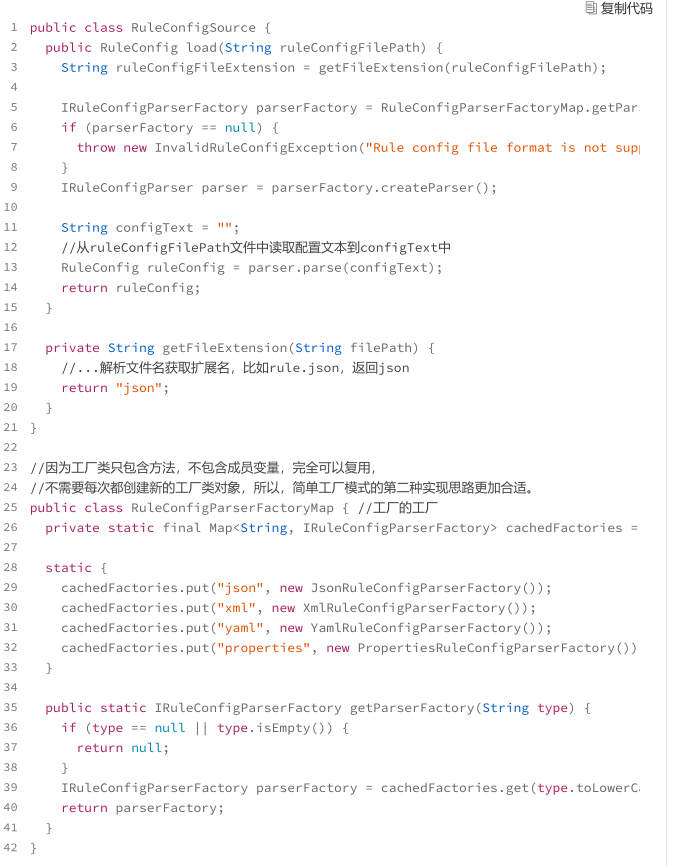 复制代码
1 public class RuleConfigSource {
2   public RuleConfig load(String ruleConfigFilePath) {
3     String ruleConfigFileExtension = getFileExtension(ruleConfigFilePath);
4
5     IRuleConfigParserFactory parserFactory = RuleConfigParserFactoryMap.getPar
6     if (parserFactory == null) {
7       throw new InvalidRuleConfigException("Rule config file format is not sup
8     }
9     IRuleConfigParser parser = parserFactory.createParser();
10
11     String configText = "";
12     //从ruleConfigFilePath文件中读取配置文本到configText中
13     RuleConfig ruleConfig = parser.parse(configText);
14     return ruleConfig;
15   }
16
17   private String getFileExtension(String filePath) {
18     //...解析文件名获取扩展名，比如rule.json，返回json
19     return "json";
20   }
21 }
22
23 //因为工厂类只包含方法，不包含成员变量，完全可以复用，
24 //不需要每次都创建新的工厂类对象，所以，简单工厂模式的第二种实现思路更加合适。
25 public class RuleConfigParserFactoryMap { //工厂的工厂
26   private static final Map<String, IRuleConfigParserFactory> cachedFactories =
27
28   static {
29     cachedFactories.put("json", new JsonRuleConfigParserFactory());
30     cachedFactories.put("xml", new XmlRuleConfigParserFactory());
31     cachedFactories.put("yaml", new YamlRuleConfigParserFactory());
32     cachedFactories.put("properties", new PropertiesRuleConfigParserFactory())
33   }
34
35   public static IRuleConfigParserFactory getParserFactory(String type) {
36     if (type == null || type.isEmpty()) {
37       return null;
38     }
39     IRuleConfigParserFactory parserFactory = cachedFactories.get(type.toLowerC
40     return parserFactory;
41   }
42 }